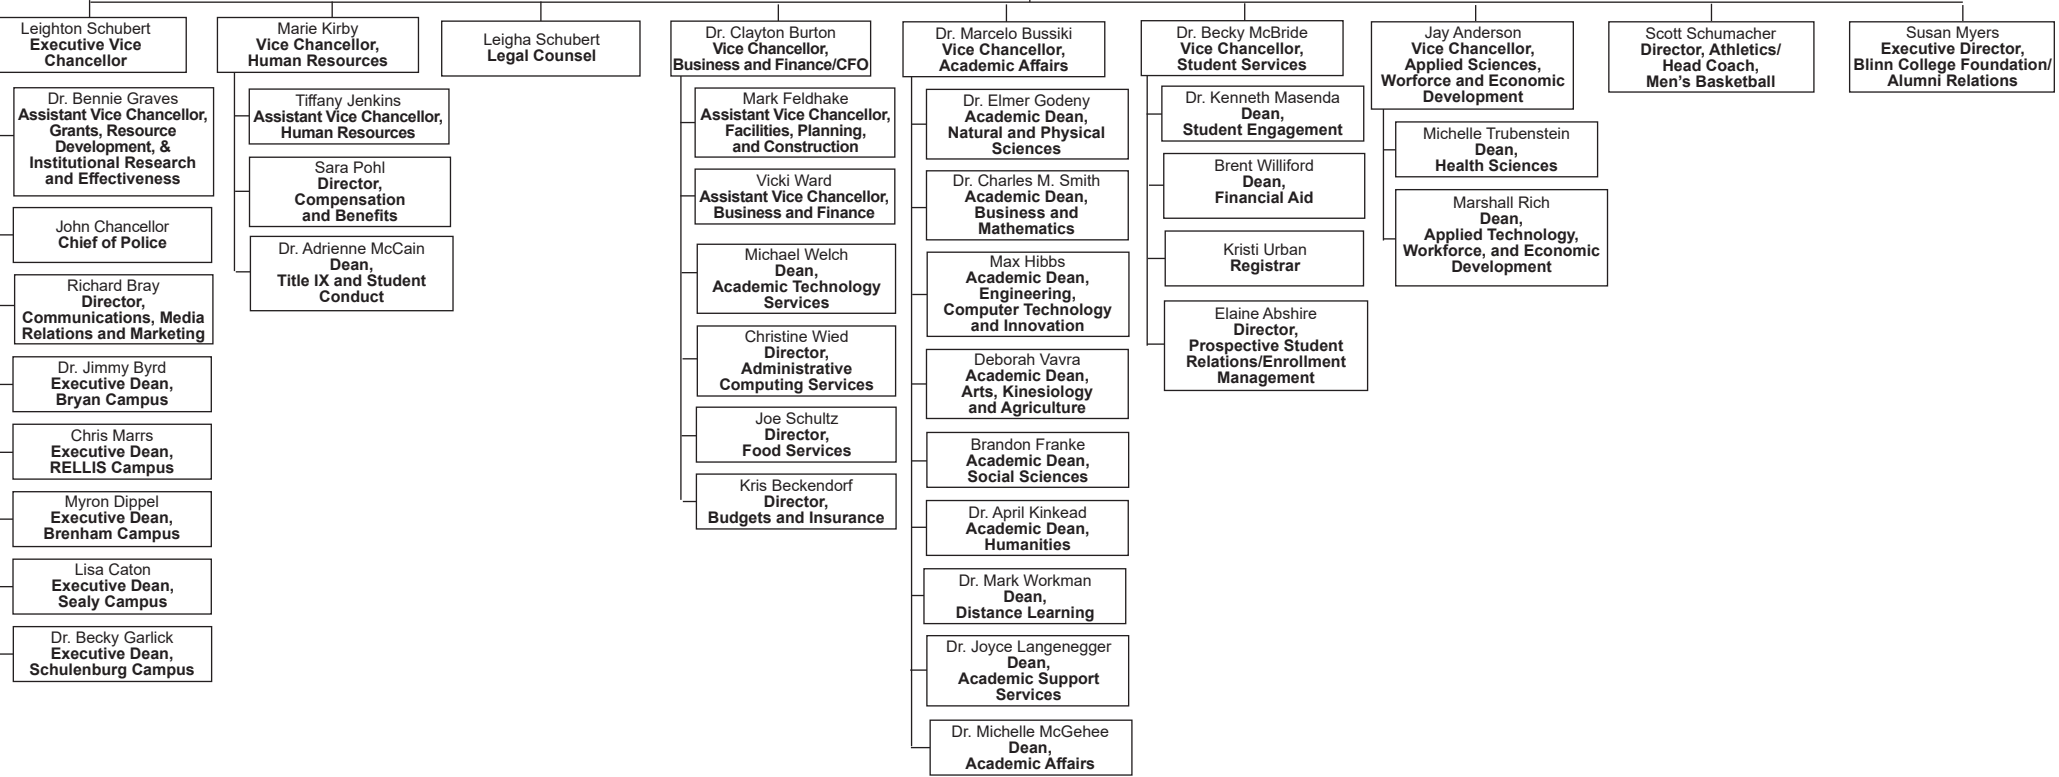 Leighton Schubert
Executive Vice
Chancellor
Dr. Bennie Graves
Assistant Vice Chancellor,
Grants, Resource
Development, &
Institutional Research
and Effectiveness
John Chancellor
Chief of Police
Richard Bray
Director,
Communications, Media
Relations and Marketing
Dr. Jimmy Byrd
Executive Dean,
Bryan Campus
Chris Marrs
Executive Dean,
RELLIS Campus
Myron Dippel
Executive Dean,
Brenham Campus
Lisa Caton
Executive Dean,
Sealy Campus
Dr. Becky Garlick
Executive Dean,
Schulenburg Campus
Marie Kirby
Vice Chancellor,
Human Resources
Tiffany Jenkins
Assistant Vice Chancellor,
Human Resources
Sara Pohl
Director,
Compensation
and Benefits
Dr. Adrienne McCain
Dean,
Title IX and Student
Conduct
Leigha Schubert
Legal Counsel
Dr. Clayton Burton
Vice Chancellor,
Business and Finance/CFO
Mark Feldhake
Assistant Vice Chancellor,
Facilities, Planning,
and Construction
Vicki Ward
Assistant Vice Chancellor,
Business and Finance
Michael Welch
Dean,
Academic Technology
Services
Christine Wied
Director,
Administrative
Computing Services
Joe Schultz
Director,
Food Services
Kris Beckendorf
Director,
Budgets and Insurance
Dr. Marcelo Bussiki
Vice Chancellor,
Academic Affairs
Dr. Elmer Godeny
Academic Dean,
Natural and Physical
Sciences
Dr. Charles M. Smith
Academic Dean,
Business and
Mathematics
Max Hibbs
Academic Dean,
Engineering,
Computer Technology
and Innovation
Deborah Vavra
Academic Dean,
Arts, Kinesiology
and Agriculture
Brandon Franke
Academic Dean,
Social Sciences
Dr. April Kinkead
Academic Dean,
Humanities
Dr. Mark Workman
Dean,
Distance Learning
Dr. Joyce Langenegger
Dean,
Academic Support
Services
Dr. Michelle McGehee
Dean,
Academic Affairs
Dr. Becky McBride
Vice Chancellor,
Student Services
Dr. Kenneth Masenda
Dean,
Student Engagement
Brent Williford
Dean,
Financial Aid
Kristi Urban
Registrar
Elaine Abshire
Director,
Prospective Student
Relations/Enrollment
Management
Jay Anderson
Vice Chancellor,
Applied Sciences,
Worforce and Economic
Development
Michelle Trubenstein
Dean,
Health Sciences
Marshall Rich
Dean,
Applied Technology,
Workforce, and Economic
Development
Scott Schumacher
Director, Athletics/
Head Coach,
Men's Basketball
Susan Myers
Executive Director,
Blinn College Foundation/
Alumni Relations